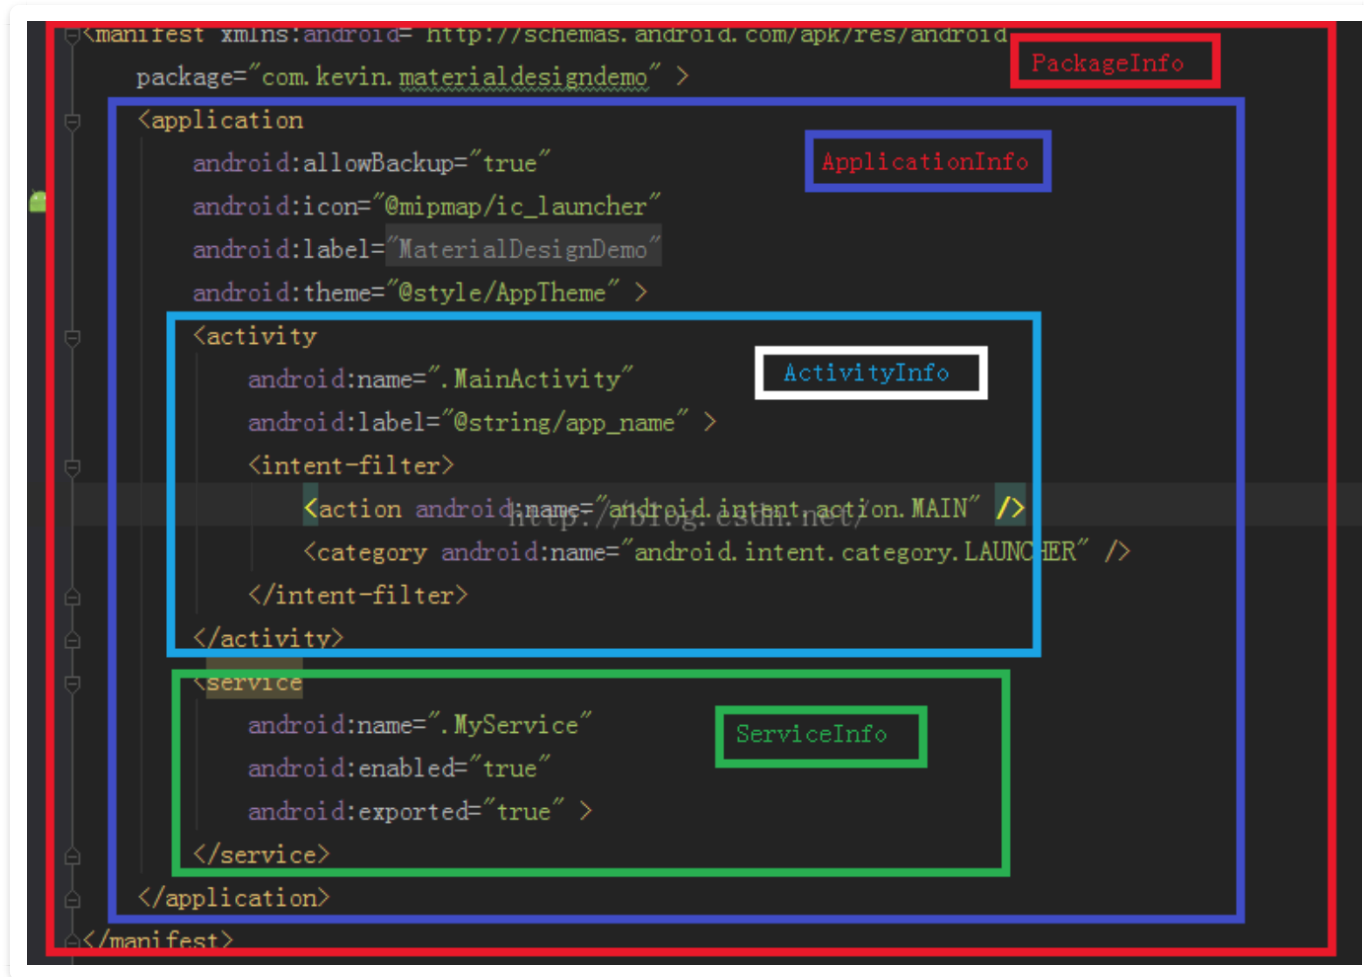 <manifest xmlns:android="http://schemas.android.com/apk/res/android
PackageInfo
package="com.kevin.materialdesigndemo" >
<application
android:allowBackup="true"
ApplicationInfo
android:icon="@mipmap/ic_launcher"
android:label="MaterialDesignDemo"
android:theme="@style/AppTheme" >
<activity
android:name=".MainActivity"
ActivityInfo
android:label="@string/app_name" >
<intent-filter>
<action android:name="android.intent.action.MAIN" />
http://blog.csdn.net/
<category android:name="android.intent.category.LAUNCHER" />
</intent-filter>
</activity>
<service
android:name=".MyService"
ServiceInfo
android:enabled="true"
android:exported="true" >
</service>
</application>
</manifest>